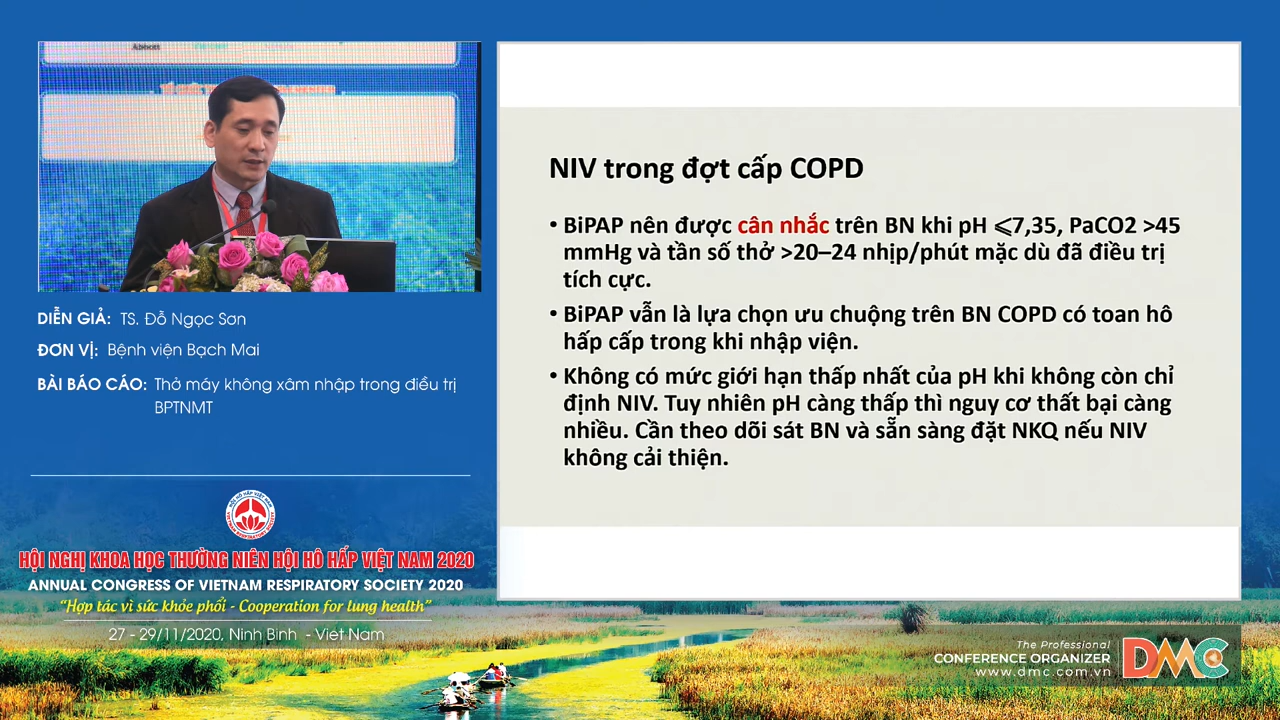 DIỄN GIẢ: TS. Đỗ Ngọc Sơn
ĐƠN VỊ: Bệnh viện Bạch Mai
BÀI BÁO CÁO: Thở máy không xâm nhập trong điều trị
BPTNMT
HỘI NGHỊ KHOA HỌC THƯỜNG NIÊN HỘI HÔ HẤP VIỆT NAM 2020
ANNUAL CONGRESS OF VIETNAM RESPIRATORY SOCIETY 2020
“Hợp tác vì sức khỏe phổi - Cooperation for lung health”
27 - 29/11/2020, Ninh Bình - Việt Nam
NIV trong đợt cấp COPD
• BiPAP nên được cân nhắc trên BN khi pH ⩽7,35, PaCO2 >45
mmHg và tần số thở >20–24 nhịp/phút mặc dù đã điều trị
tích cực.
• BiPAP vẫn là lựa chọn ưu chuộng trên BN COPD có toan hô
hấp cấp trong khi nhập viện.
• Không có mức giới hạn thấp nhất của pH khi không còn chỉ
định NIV. Tuy nhiên pH càng thấp thì nguy cơ thất bại càng
nhiều. Cần theo dõi sát BN và sẵn sàng đặt NKQ nếu NIV
không cải thiện.
The Professional
CONFERENCE ORGANIZER
www.dmc.com.vn
DMC